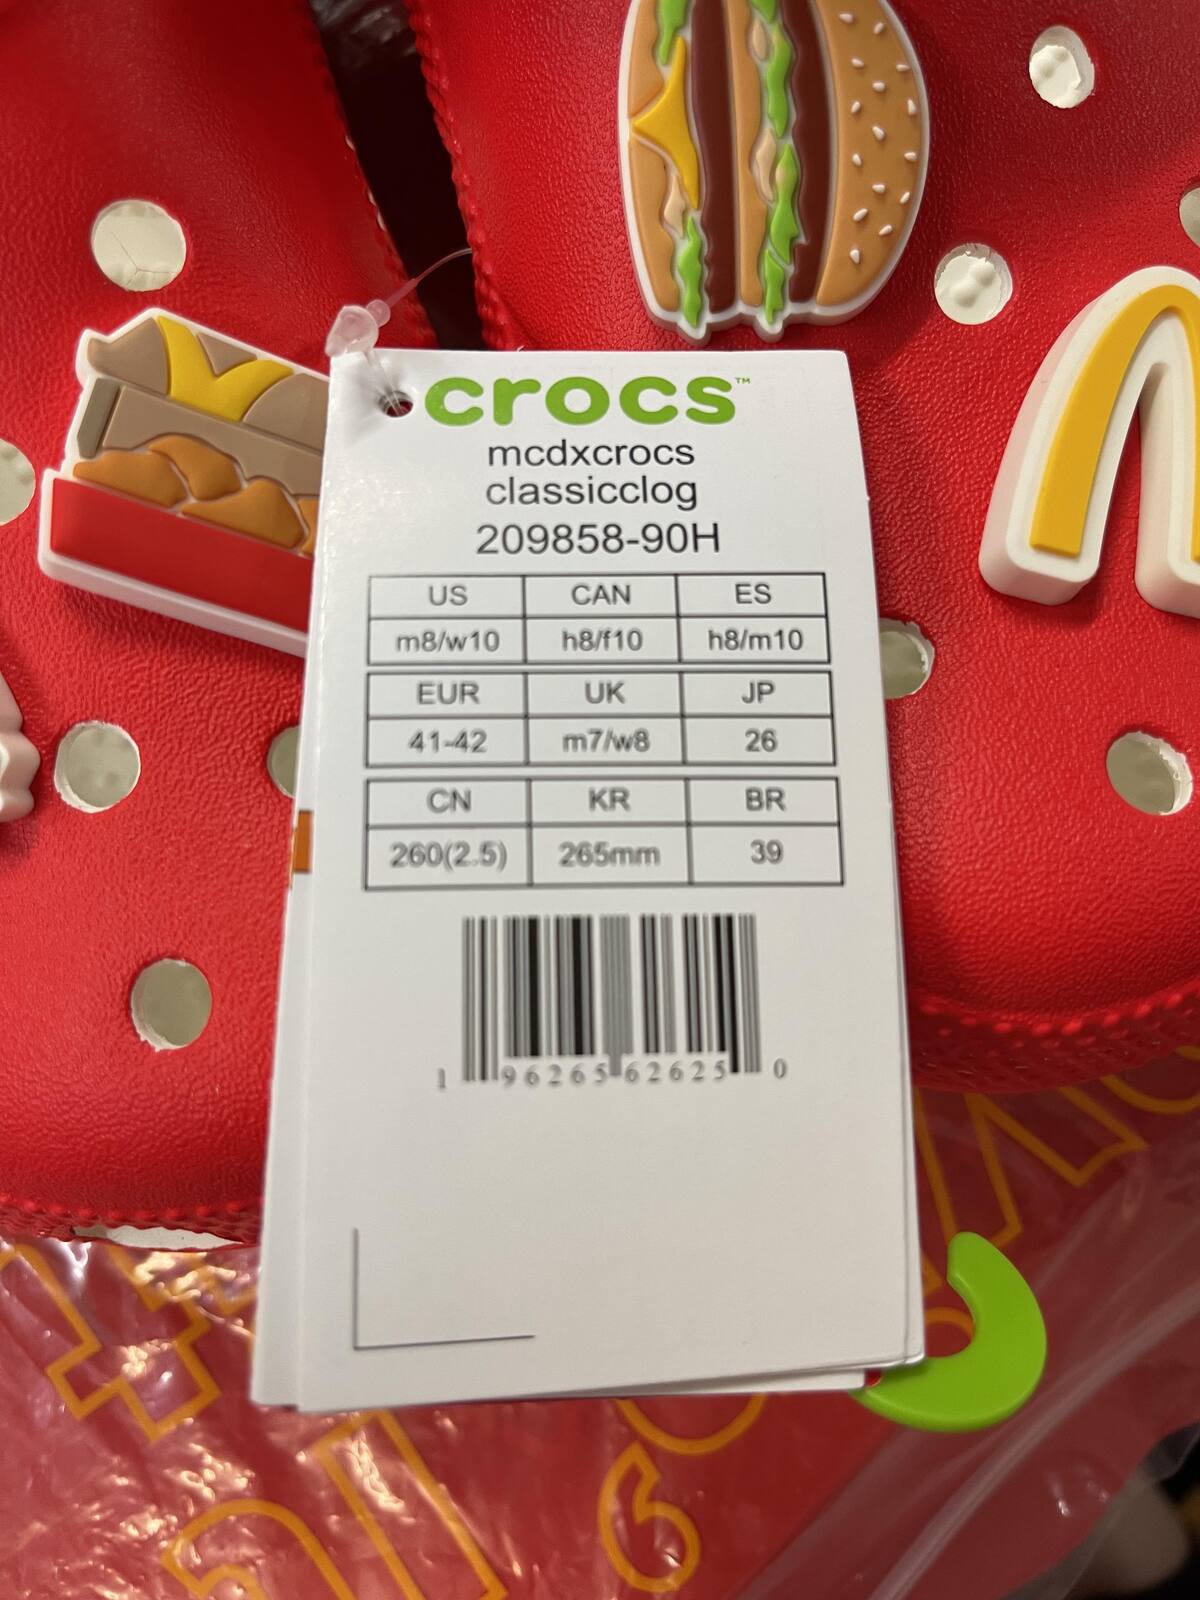 crocs™
mcdxcrocs
classicclog
209858-90H
US CAN ES
m8/w10 h8/f10 h8/m10
EUR UK JP
41-42 m7/w8 26
CN KR BR
260(2.5) 265mm 39
1 96265 62625 0